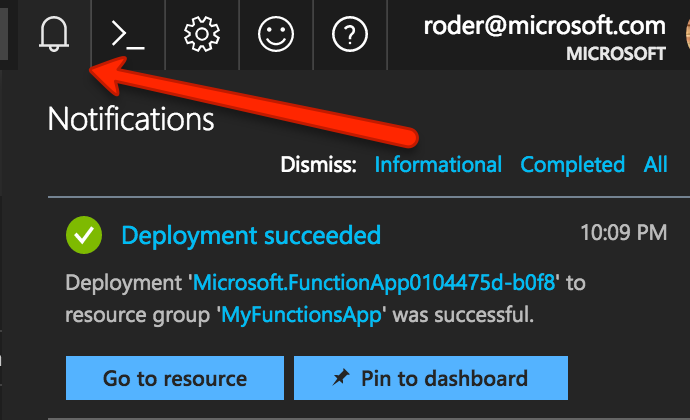 roder@microsoft.com
MICROSOFT
Notifications
Dismiss: Informational Completed All
Deployment succeeded 10:09 PM
Deployment 'Microsoft.FunctionApp0104475d-b0f8' to
resource group 'MyFunctionsApp' was successful.
Go to resource Pin to dashboard